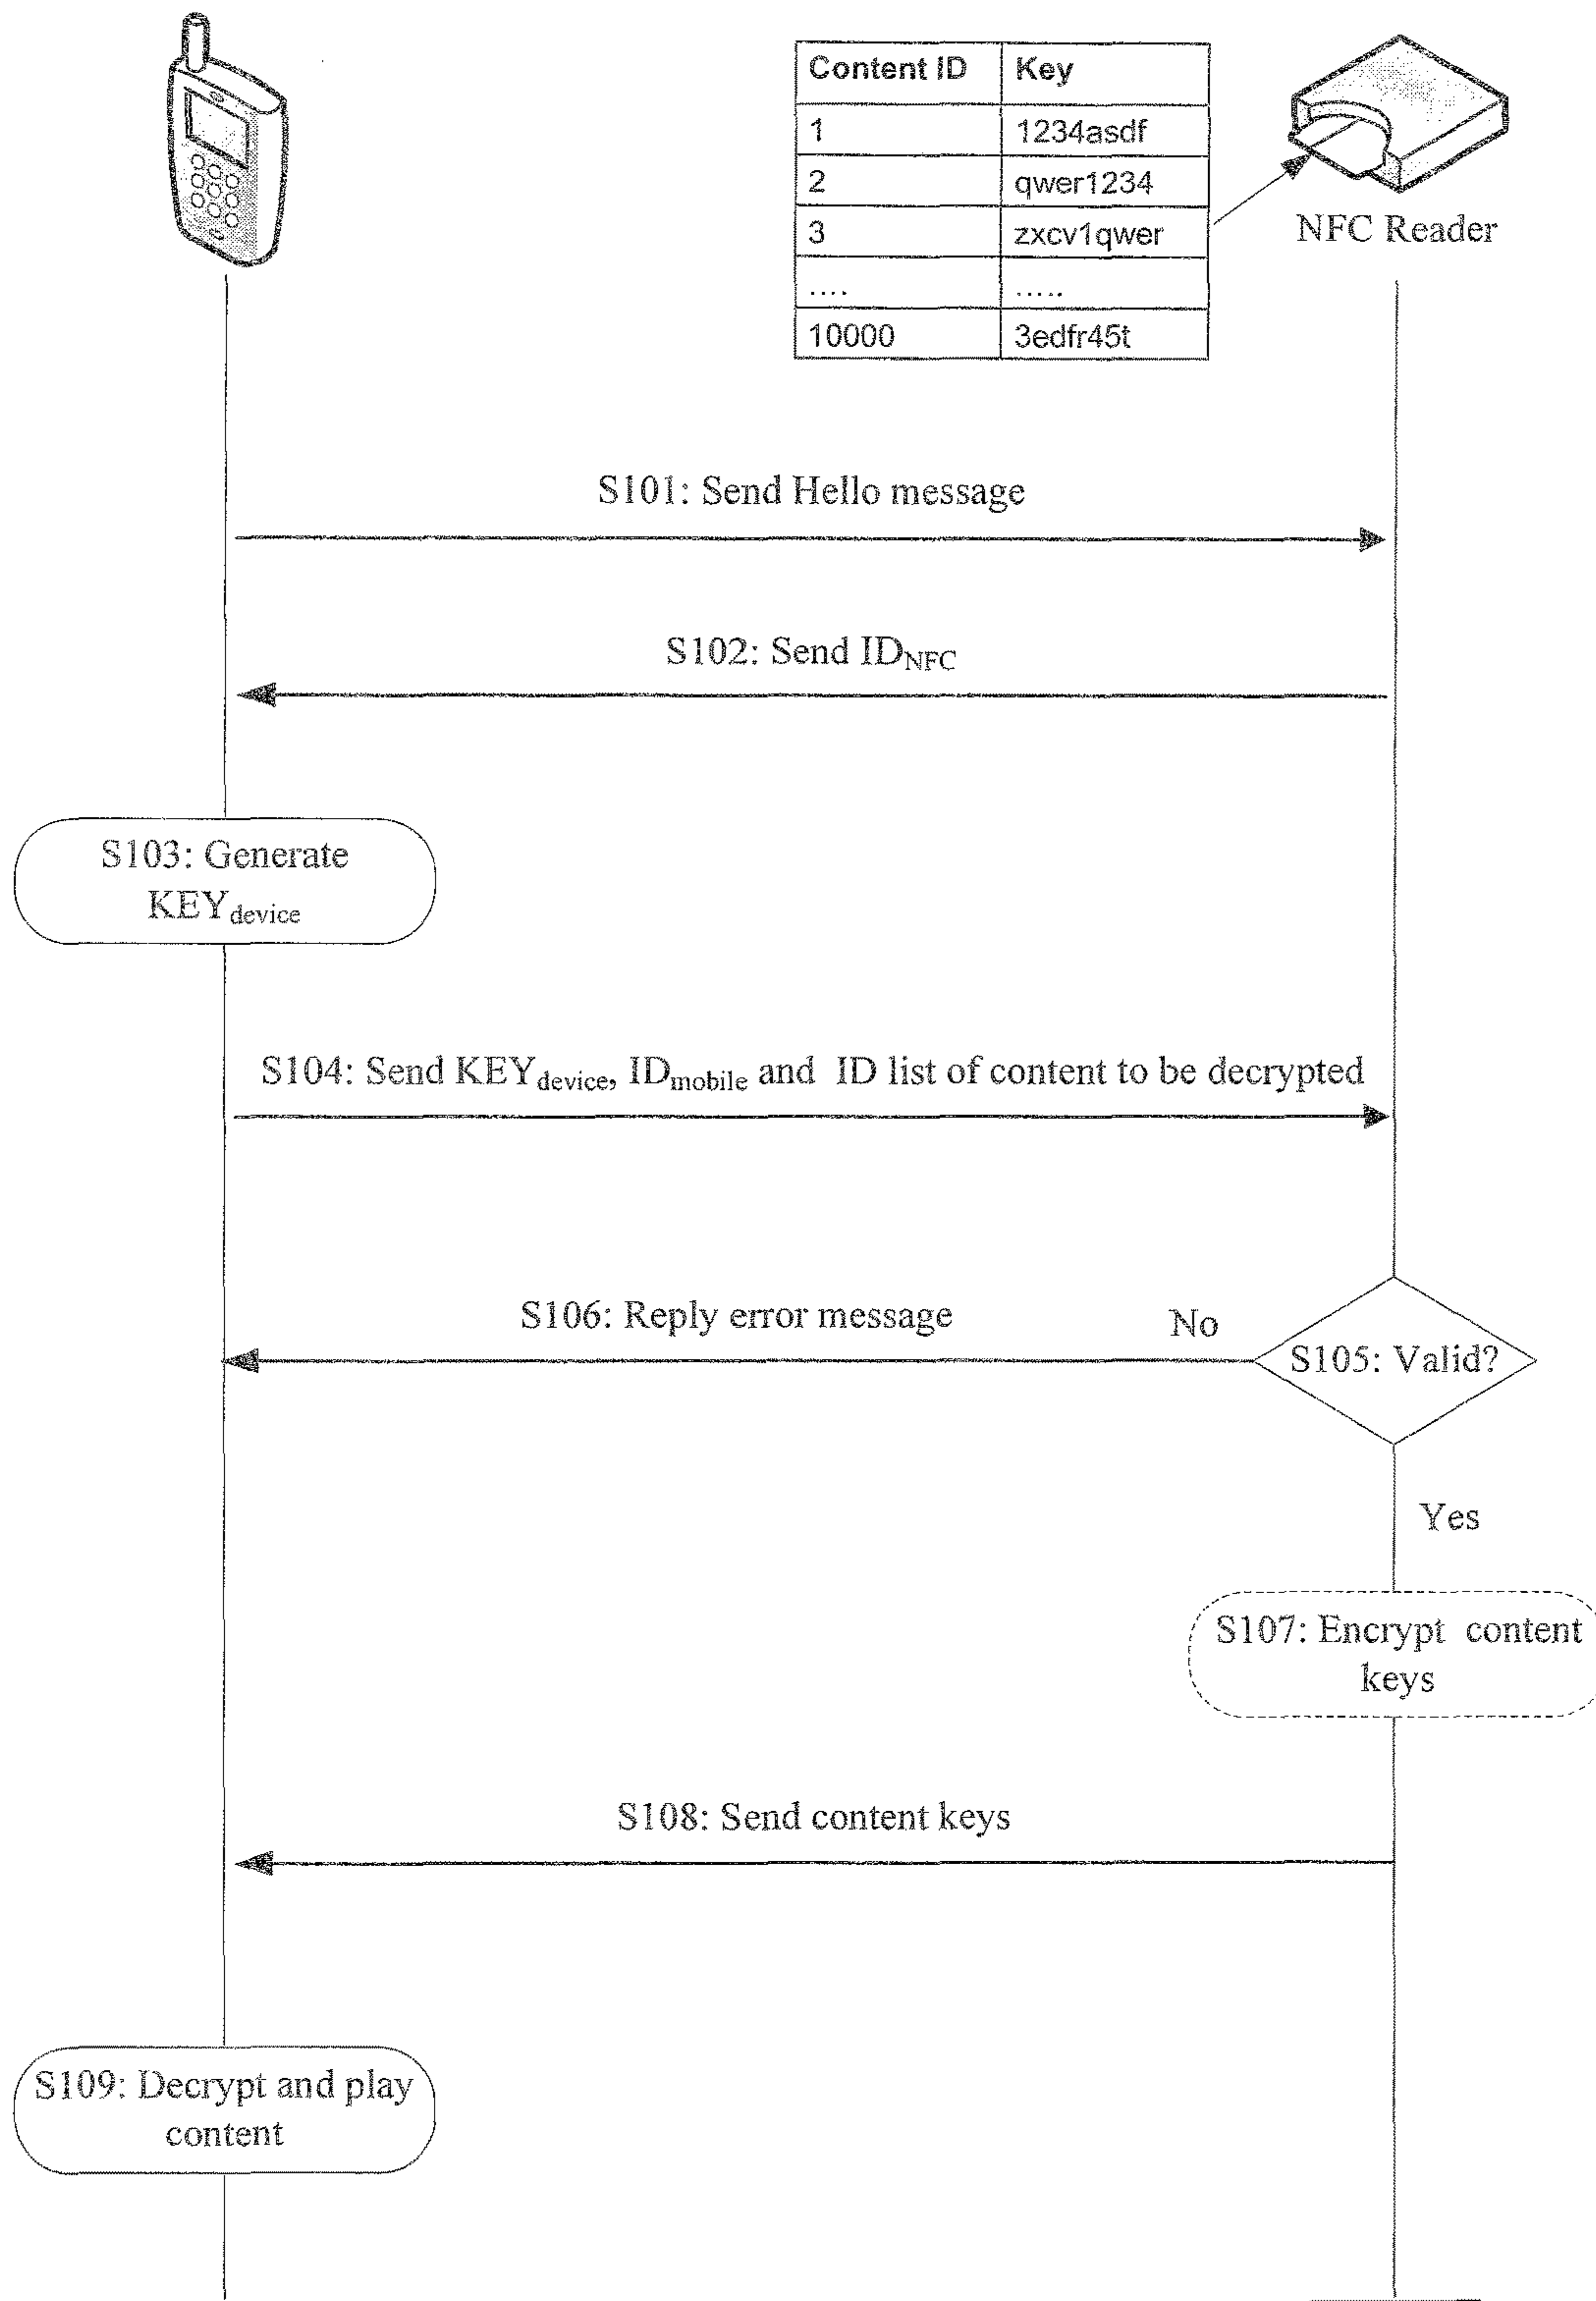 Content ID Key
1 1234asdf
2 qwer1234
3 zxcv1qwer
.... .....
10000 3edfr45t
NFC Reader
S101: Send Hello message
S102: Send IDNFC
S103: Generate
KEYdevice
S104: Send KEYdevice, IDmobile and ID list of content to be decrypted
S106: Reply error message
No
S105: Valid?
Yes
S107: Encrypt content
keys
S108: Send content keys
S109: Decrypt and play
content